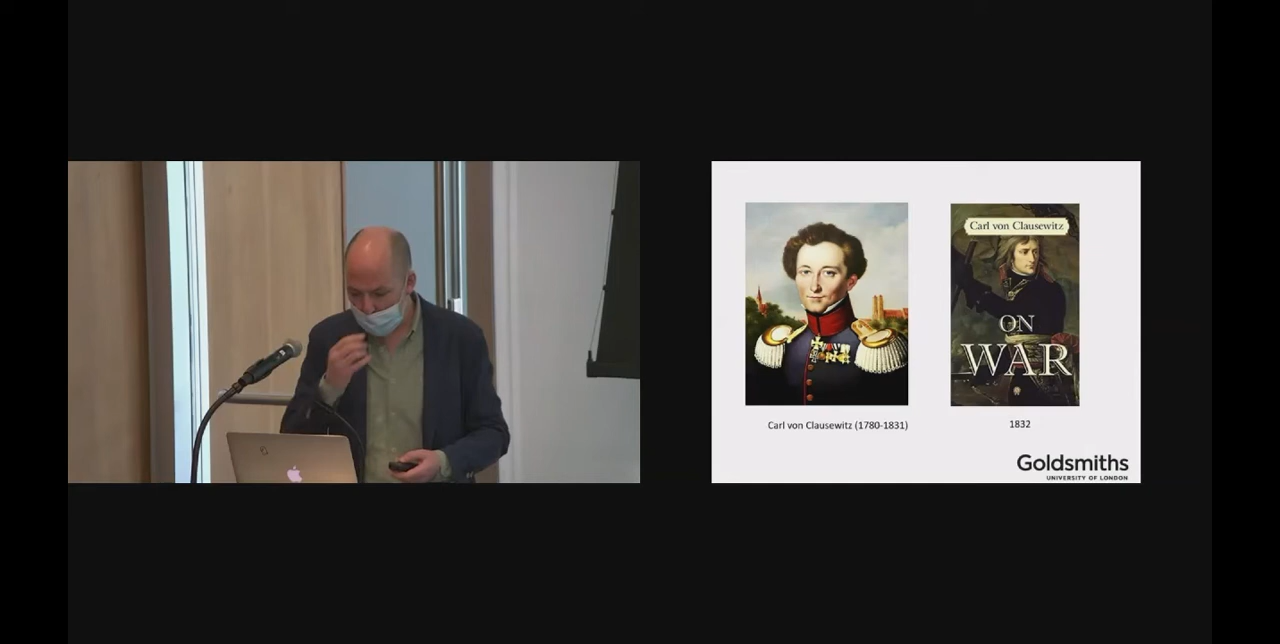 Carl von Clausewitz
ON
WAR
Carl von Clausewitz (1780-1831)
1832
Goldsmiths
UNIVERSITY OF LONDON